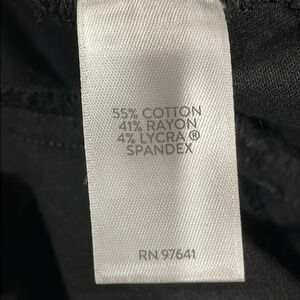 55% COTTON
41% RAYON
4% LYCRA ®
SPANDEX
RN 97641